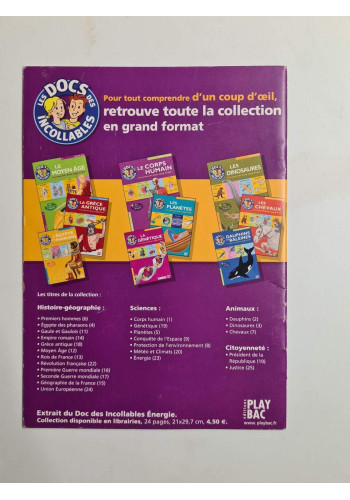 LES
DOCS
DES
INCOLLABLES
Pour tout comprendre d'un coup d'œil,
retrouve toute la collection
en grand format
LE
MOYEN ÂGE
LE CORPS
HUMAIN
LES
DINOSAURES
LA GRÈCE
ANTIQUE
LES
PLANÈTES
LES
CHEVAUX
LA GÉNÉTIQUE
DAUPHINS
ET BALEINES
Les titres de la collection :
Histoire-géographie :
• Premiers hommes (6)
• Égypte des pharaons (4)
• Gaule et Gaulois (11)
• Empire romain (14)
• Grèce antique (18)
• Moyen Âge (12)
• Rois de France (13)
• Révolution française (22)
• Première Guerre mondiale (16)
• Seconde Guerre mondiale (17)
• Géographie de la France (15)
• Union Européenne (24)
Sciences :
• Corps humain (1)
• Génétique (19)
• Planètes (5)
• Conquête de l'Espace (9)
• Protection de l'environnement (8)
• Météo et Climats (20)
• Energie (23)
Animaux :
• Dauphins (2)
• Dinosaures (3)
• Chevaux (7)
Citoyenneté :
• Président de la
République (10)
• Justice (25)
Extrait du Doc des Incollables Énergie.
Collection disponible en librairies, 24 pages, 21x29,7 cm, 4,50 €.
PLAY
BAC
www.playbac.fr